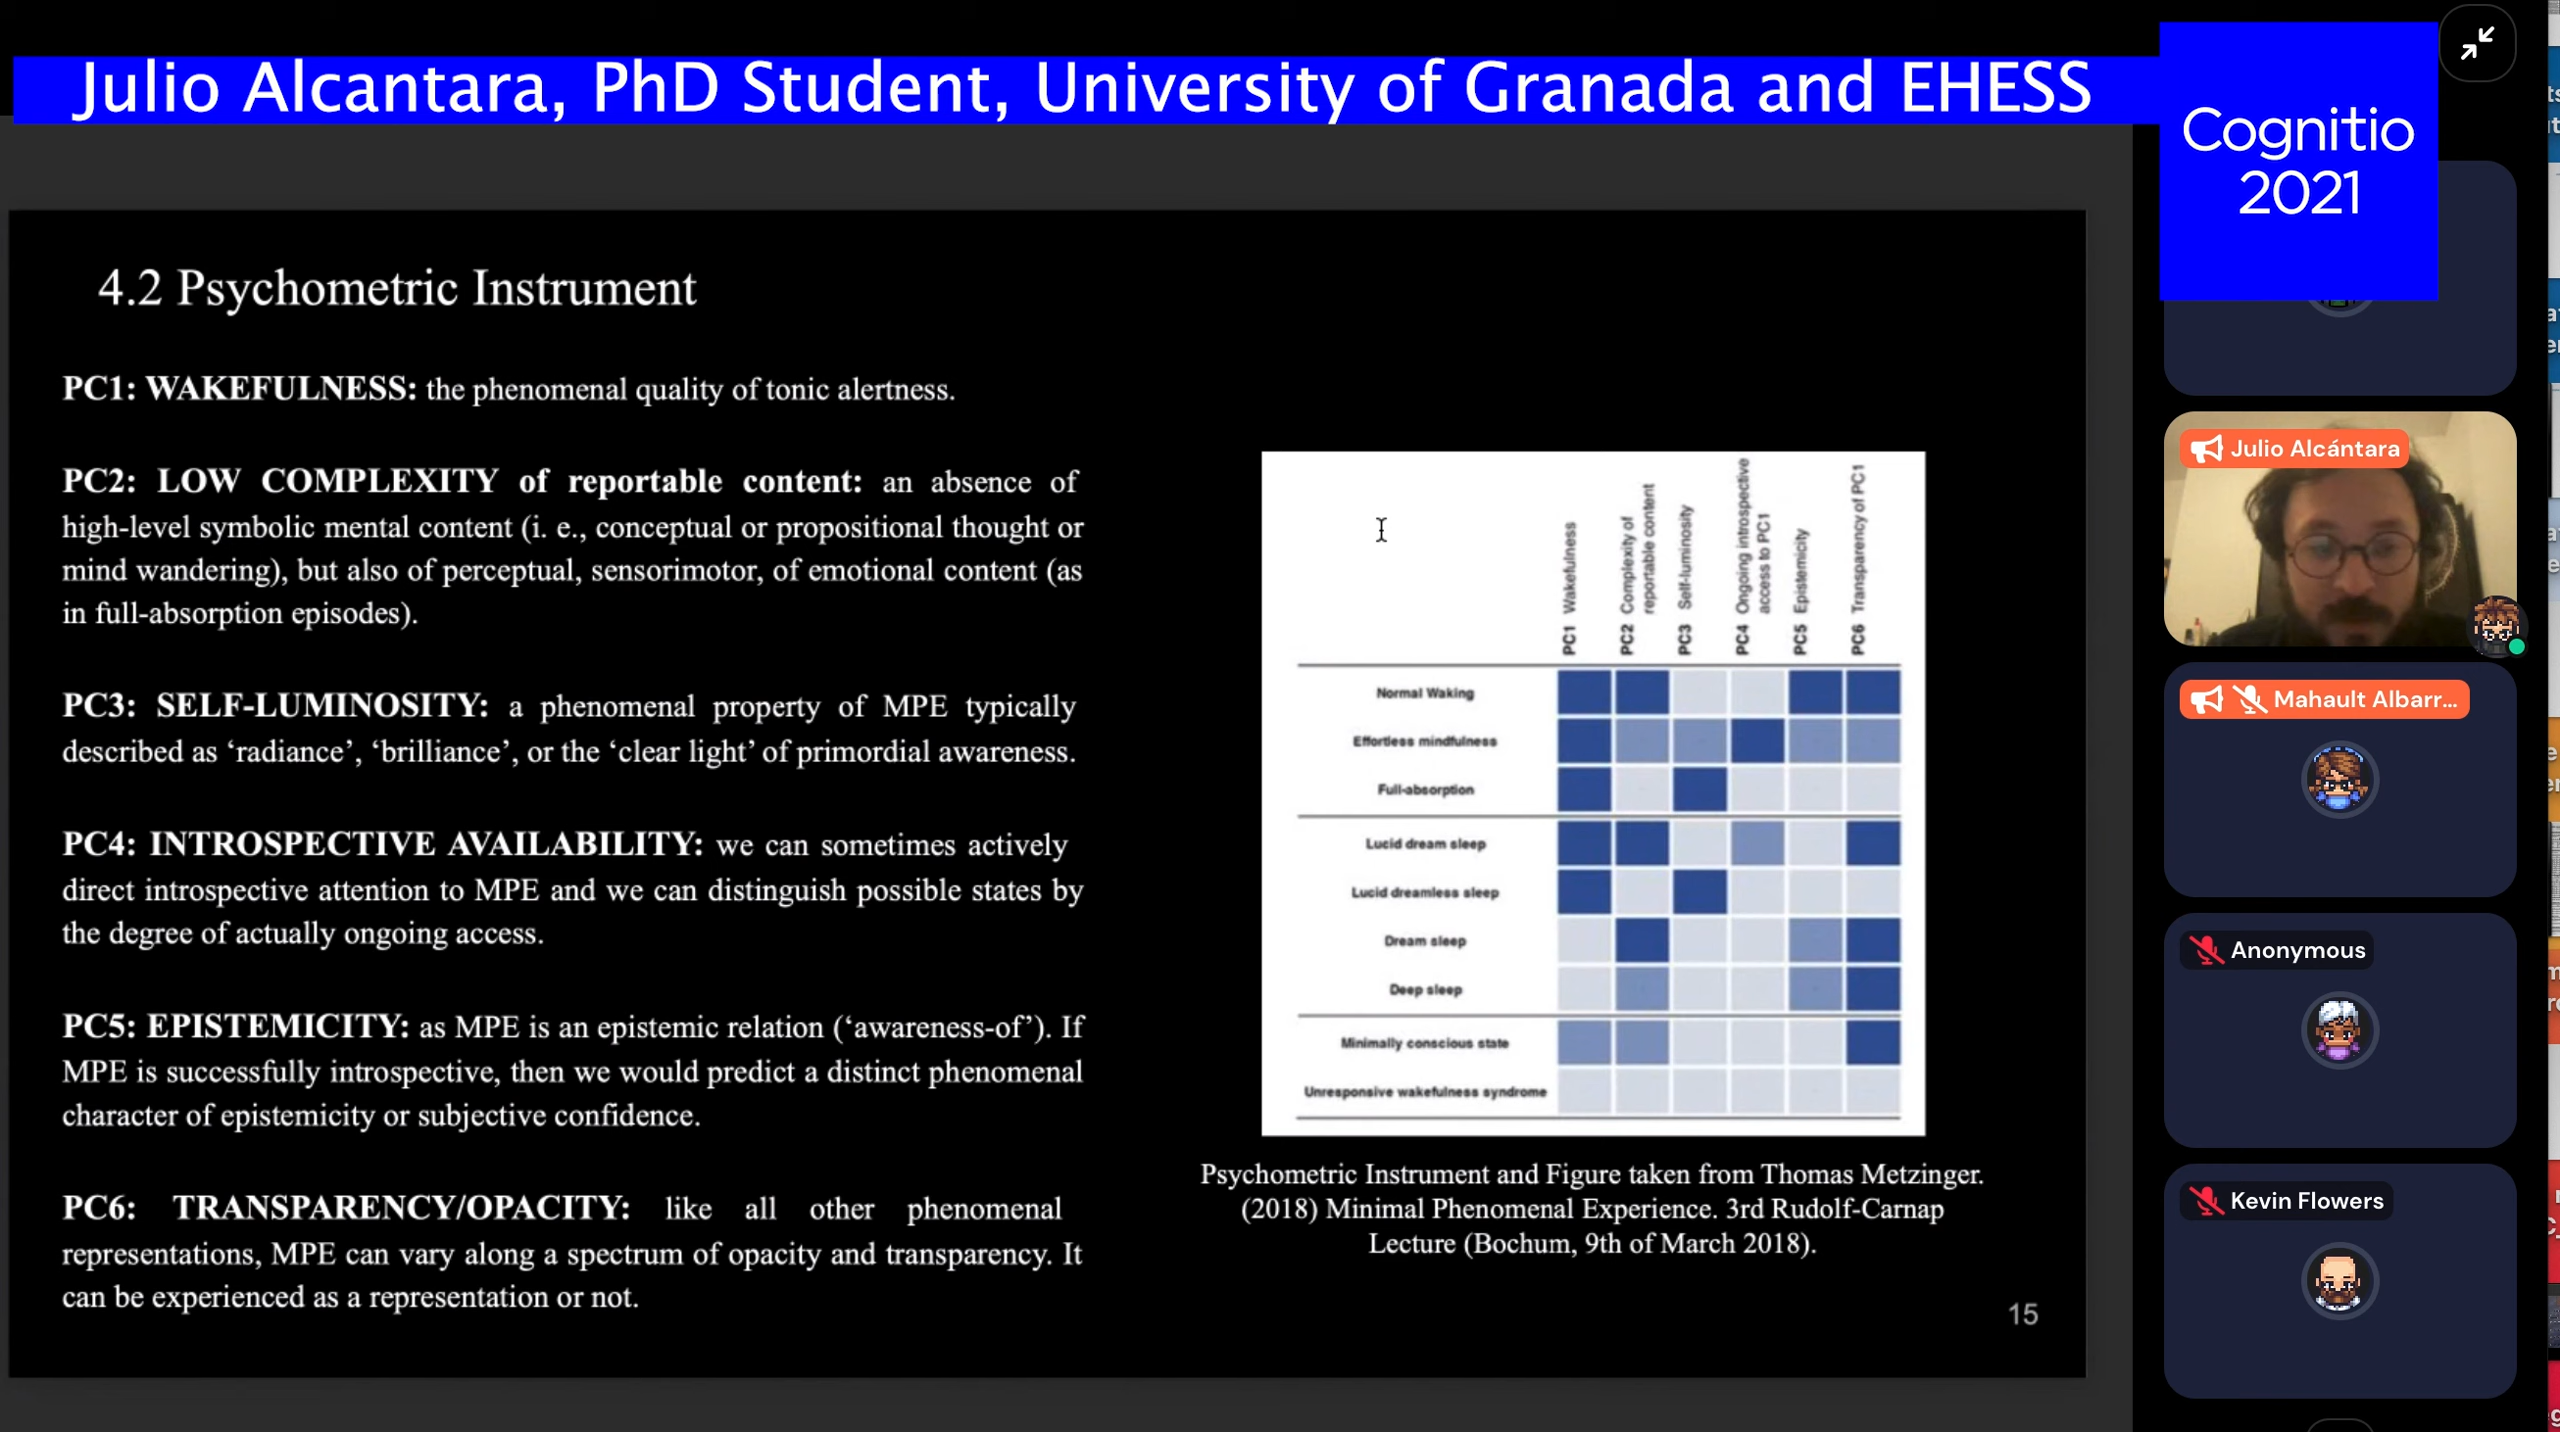 Julio Alcantara, PhD Student, University of Granada and EHESS
Cognitio
2021
4.2 Psychometric Instrument
PC1: WAKEFULNESS: the phenomenal quality of tonic alertness.
PC2: LOW COMPLEXITY of reportable content: an absence of
high-level symbolic mental content (i. e., conceptual or propositional thought or
mind wandering), but also of perceptual, sensorimotor, of emotional content (as
in full-absorption episodes).
PC3: SELF-LUMINOSITY: a phenomenal property of MPE typically
described as ‘radiance’, ‘brilliance’, or the ‘clear light’ of primordial awareness.
PC4: INTROSPECTIVE AVAILABILITY: we can sometimes actively
direct introspective attention to MPE and we can distinguish possible states by
the degree of actually ongoing access.
PC5: EPISTEMICITY: as MPE is an epistemic relation (‘awareness-of’). If
MPE is successfully introspective, then we would predict a distinct phenomenal
character of epistemicity or subjective confidence.
PC6: TRANSPARENCY/OPACITY: like all other phenomenal
representations, MPE can vary along a spectrum of opacity and transparency. It
can be experienced as a representation or not.
PC1 Wakefulness
PC2 Complexity of
reportable content
PC3 Self-luminosity
PC4 Ongoing introspective
access to PC1
PC5 Epistemicity
PC6 Transparency of PC1
Normal Waking
Effortless mindfulness
Full-absorption
Lucid dream sleep
Lucid dreamless sleep
Dream sleep
Deep sleep
Minimally conscious state
Unresponsive wakefulness syndrome
Psychometric Instrument and Figure taken from Thomas Metzinger.
(2018) Minimal Phenomenal Experience. 3rd Rudolf-Carnap
Lecture (Bochum, 9th of March 2018).
15
Julio Alcántara
Mahault Albarr...
Anonymous
Kevin Flowers